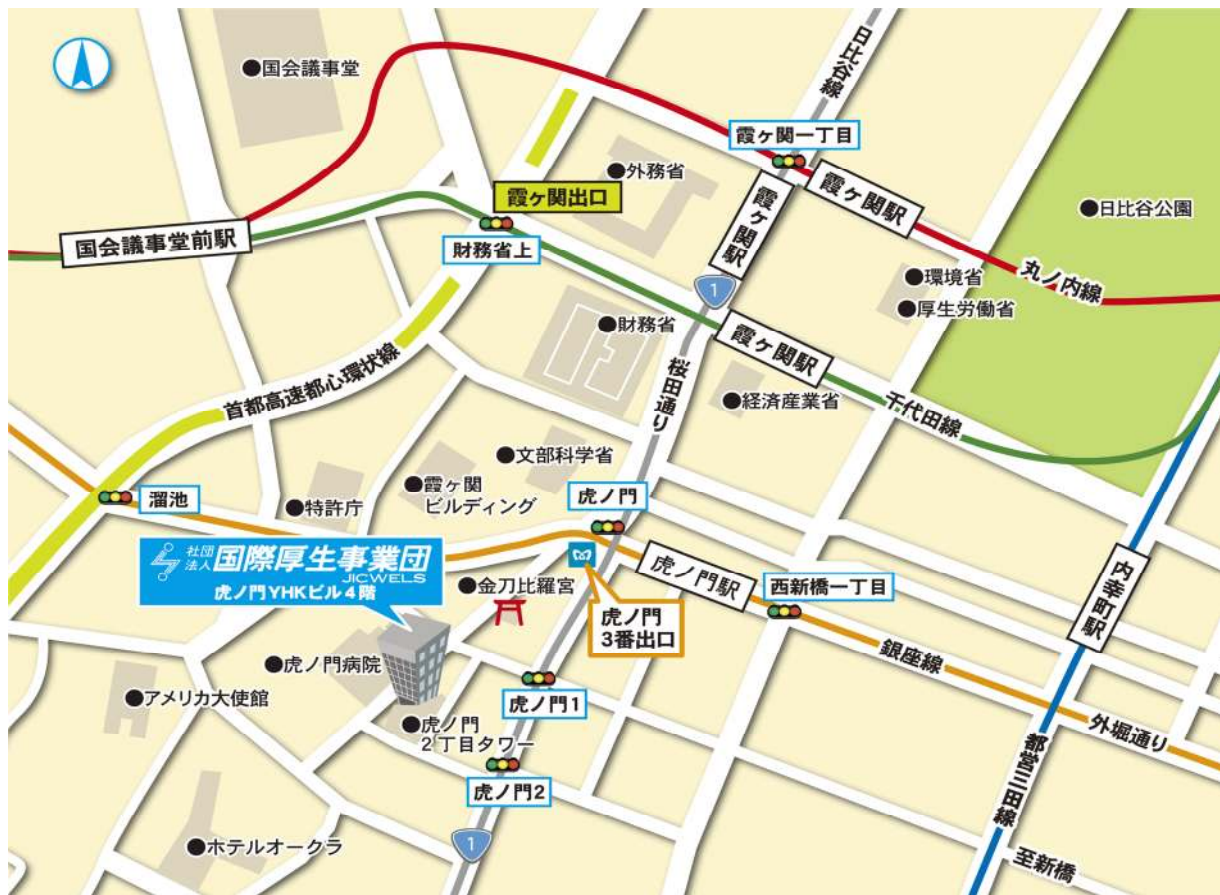 国会議事堂
日比谷線
霞ヶ関一丁目
外務省
霞ヶ関駅
霞ヶ関駅
日比谷公園
霞ヶ関出口
国会議事堂前駅
財務省上
1
環境省
丸ノ内線
厚生労働省
財務省
霞ヶ関駅
首都高速都心環状線
桜田通り
経済産業省
千代田線
文部科学省
霞ヶ関
ビルディング
溜池
特許庁
虎ノ門
社団
法人
国際厚生事業団
JICWELS
虎ノ門YHKビル4階
金刀比羅宮
虎ノ門駅
西新橋一丁目
内幸町駅
虎ノ門
3番出口
銀座線
虎ノ門病院
アメリカ大使館
虎ノ門1
虎ノ門
2丁目タワー
外堀通り
都営三田線
虎ノ門2
ホテルオークラ
1
至新橋